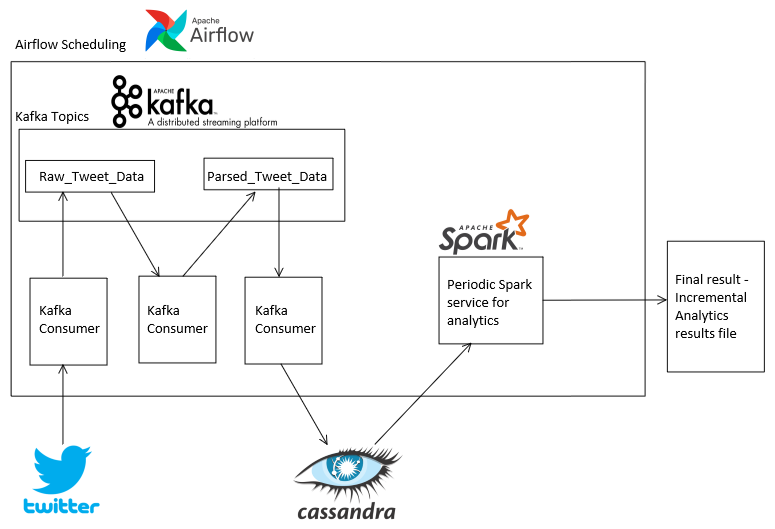 Apache
Airflow
Airflow Scheduling
APACHE
kafka
A distributed streaming platform
Kafka Topics
Raw_Tweet_Data
Parsed_Tweet_Data
APACHE
Spark
Kafka
Consumer
Kafka
Consumer
Kafka
Consumer
Periodic Spark
service for
analytics
Final result -
Incremental
Analytics
results file
twitter
cassandra